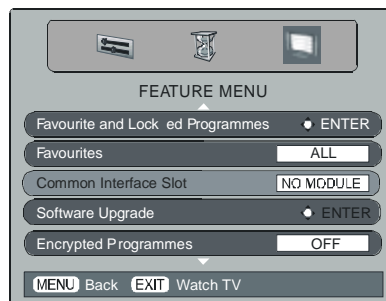 FEATURE MENU
Favourite and Lock ed Programmes ENTER
Favourites ALL
Common Interface Slot NO MODULE
Software Upgrade ENTER
Encrypted Programmes OFF
MENU Back EXIT Watch TV